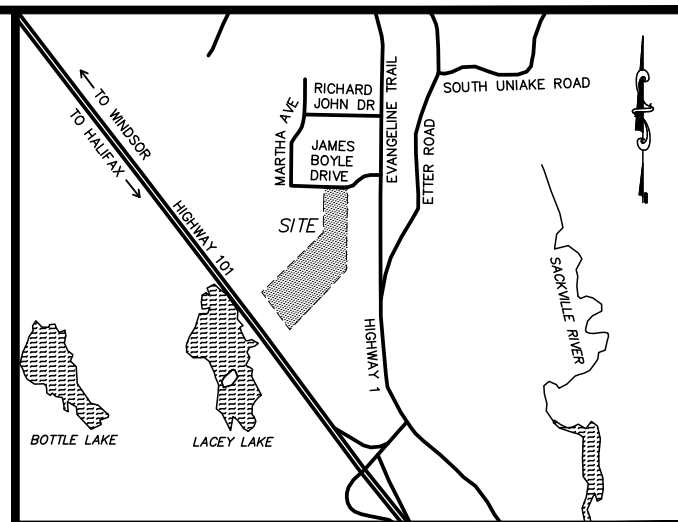 RICHARD
JOHN DR
MARTHA AVE
JAMES
BOYLE
DRIVE
EVANGELINE TRAIL
ETTER ROAD
SOUTH UNIAKE ROAD
← TO WINDSOR
TO HALIFAX →
HIGHWAY 101
SITE
HIGHWAY 1
SACKVILLE RIVER
BOTTLE LAKE
LACEY LAKE